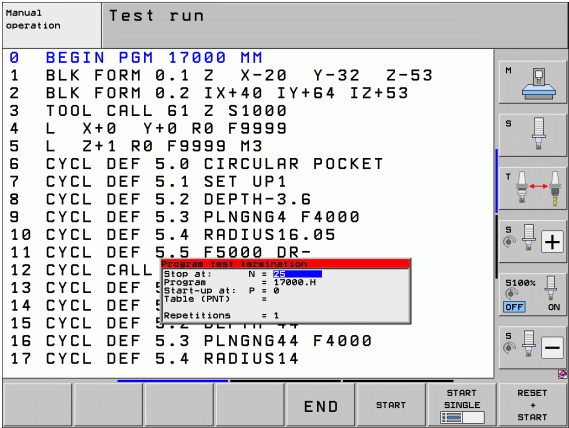 Manual
operation
Test run
0 BEGIN PGM 17000 MM
1 BLK FORM 0.1 Z X-20 Y-32 Z-53
2 BLK FORM 0.2 IX+40 IY+64 IZ+53
3 TOOL CALL 61 Z S1000
4 L X+0 Y+0 R0 F9999
5 L Z+1 R0 F9999 M3
6 CYCL DEF 5.0 CIRCULAR POCKET
7 CYCL DEF 5.1 SET UP1
8 CYCL DEF 5.2 DEPTH-3.6
9 CYCL DEF 5.3 PLNGNG4 F4000
10 CYCL DEF 5.4 RADIUS16.05
11 CYCL DEF 5.5 F5000 DR-
12 CYCL CALL
13 CYCL DEF
14 CYCL DEF
15 CYCL DEF 5.2 DEPTH-44
16 CYCL DEF 5.3 PLNGNG44 F4000
17 CYCL DEF 5.4 RADIUS14
Program test termination
Stop at: N = 25
Program = 17000.H
Start-up at: P = 0
Table (PNT) =
Repetitions = 1
M
S
T
S
+
S100%
OFF ON
S
−
END
START
START
SINGLE
RESET
+
START